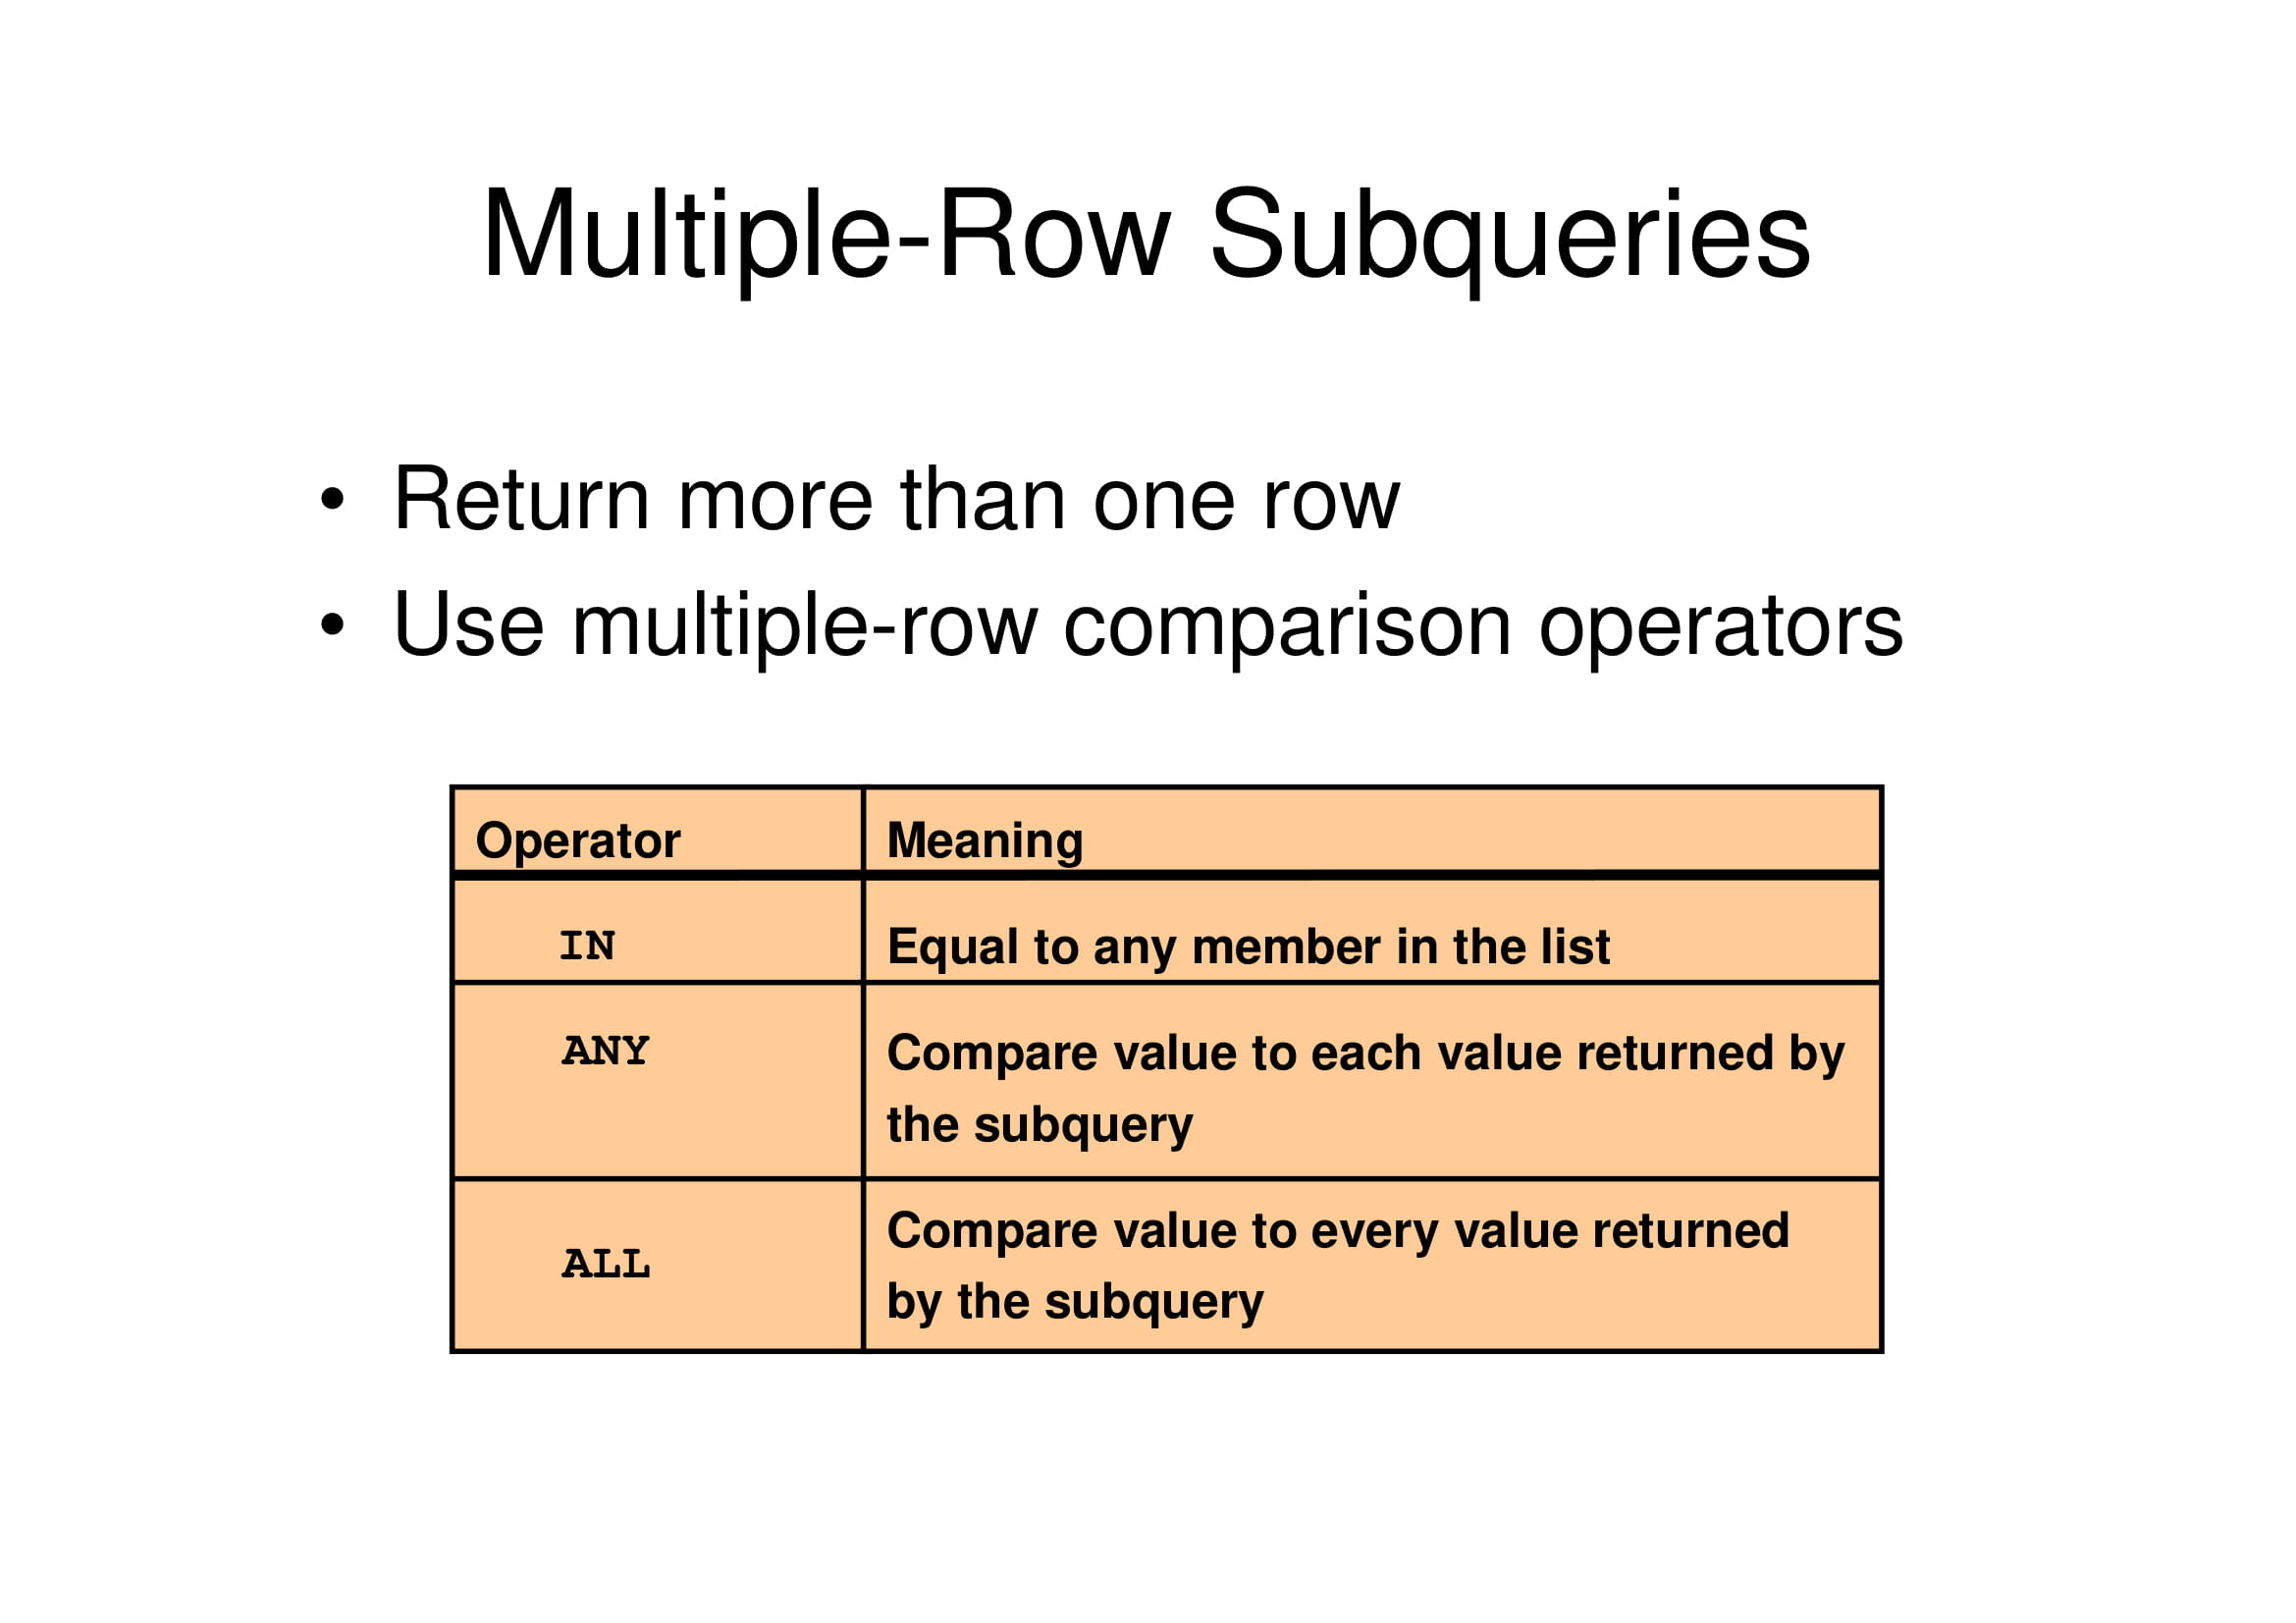 Multiple-Row Subqueries
• Return more than one row
• Use multiple-row comparison operators
Operator Meaning
IN Equal to any member in the list
ANY Compare value to each value returned by
the subquery
ALL Compare value to every value returned
by the subquery